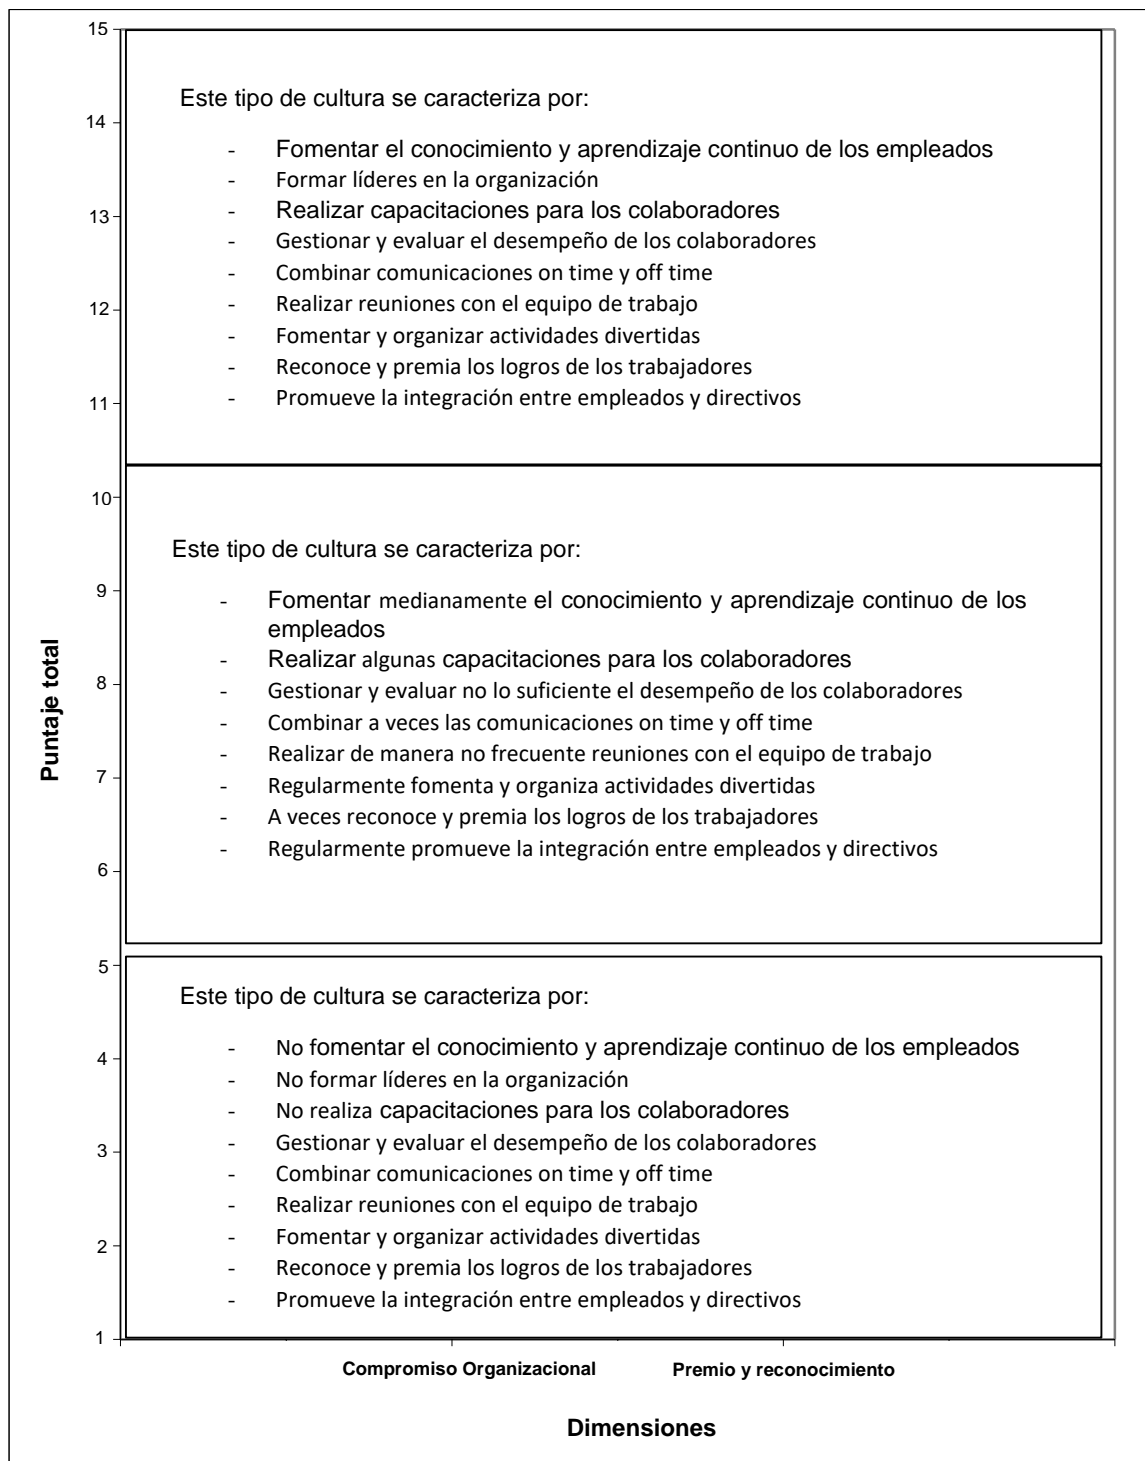 15
Este tipo de cultura se caracteriza por:
14
- Fomentar el conocimiento y aprendizaje continuo de los empleados
- Formar líderes en la organización
13
- Realizar capacitaciones para los colaboradores
- Gestionar y evaluar el desempeño de los colaboradores
- Combinar comunicaciones on time y off time
12
- Realizar reuniones con el equipo de trabajo
- Fomentar y organizar actividades divertidas
- Reconoce y premia los logros de los trabajadores
11
- Promueve la integración entre empleados y directivos
10
Este tipo de cultura se caracteriza por:
9
- Fomentar medianamente el conocimiento y aprendizaje continuo de los
empleados
- Realizar algunas capacitaciones para los colaboradores
8
- Gestionar y evaluar no lo suficiente el desempeño de los colaboradores
- Combinar a veces las comunicaciones on time y off time
- Realizar de manera no frecuente reuniones con el equipo de trabajo
7
- Regularmente fomenta y organiza actividades divertidas
- A veces reconoce y premia los logros de los trabajadores
- Regularmente promueve la integración entre empleados y directivos
6
Puntaje total
5
Este tipo de cultura se caracteriza por:
4
- No fomentar el conocimiento y aprendizaje continuo de los empleados
- No formar líderes en la organización
- No realiza capacitaciones para los colaboradores
3
- Gestionar y evaluar el desempeño de los colaboradores
- Combinar comunicaciones on time y off time
- Realizar reuniones con el equipo de trabajo
2
- Fomentar y organizar actividades divertidas
- Reconoce y premia los logros de los trabajadores
- Promueve la integración entre empleados y directivos
1
Compromiso Organizacional
Premio y reconocimiento
Dimensiones